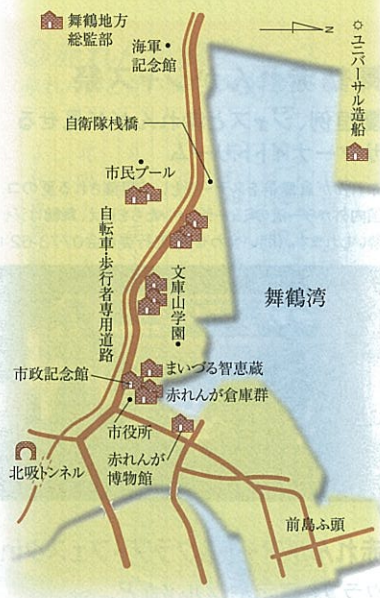 舞鶴地方
総監部
海軍
記念館
N
ユニバーサル造船
自衛隊桟橋
市民プール
自転車・歩行者専用道路
文庫山学園
舞鶴湾
市政記念館
まいづる智恵蔵
赤れんが倉庫群
市役所
赤れんが
博物館
北吸トンネル
前島ふ頭